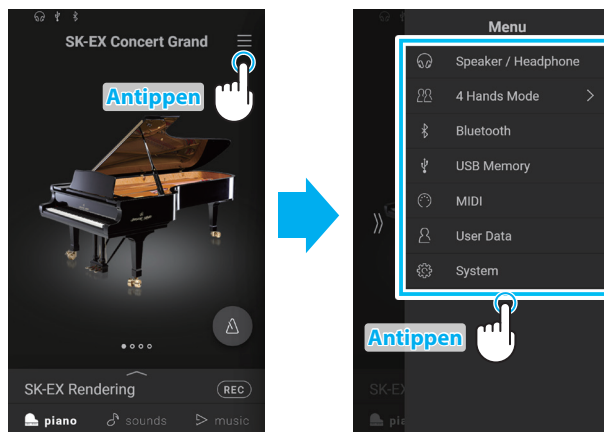 SK-EX Concert Grand
Antippen
SK-EX Rendering
REC
piano
sounds
music
Menu
Speaker / Headphone
4 Hands Mode
Bluetooth
USB Memory
MIDI
User Data
System
Antippen
SK-EX
pia